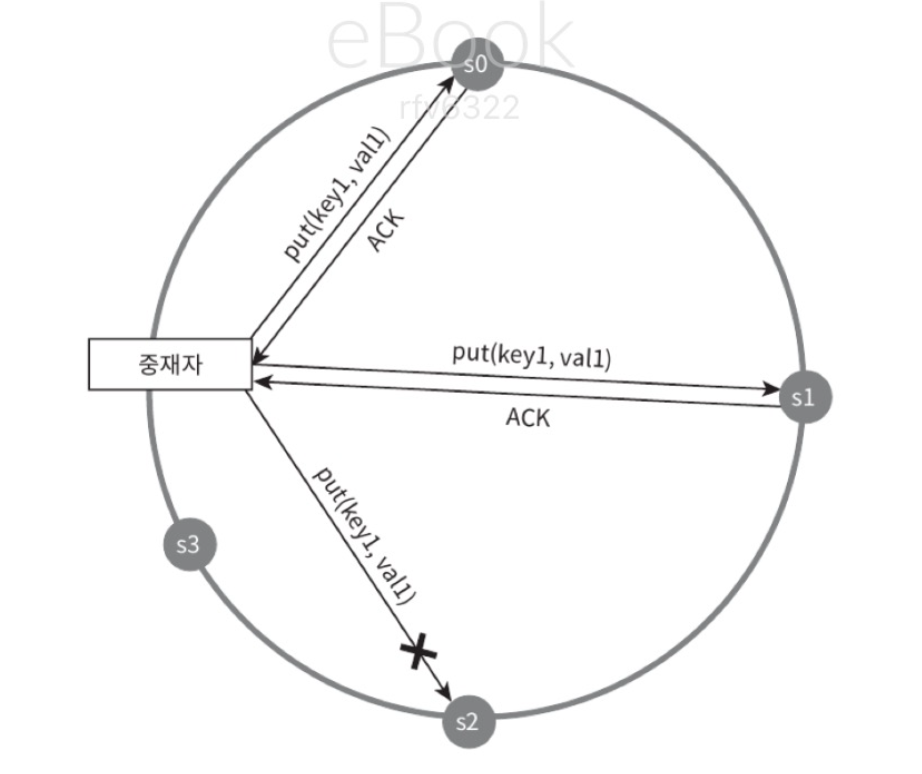 eBook
s0
rfv6322
put(key1, val1)
ACK
중재자
put(key1, val1)
s1
ACK
put(key1, val1)
s3
s2